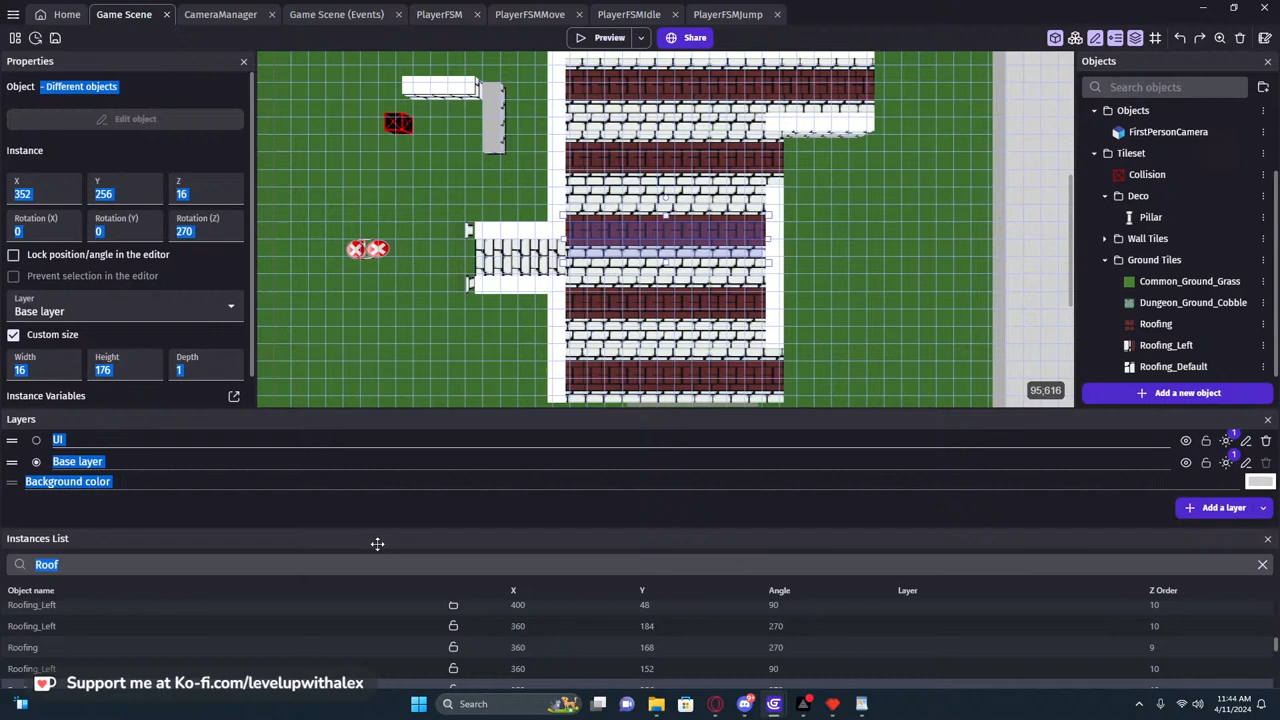 Home
Game Scene
CameraManager
Game Scene (Events)
PlayerFSM
PlayerFSMMove
PlayerFSMIdle
PlayerFSMJump
Preview
Share
Properties
Object - Different objects
Edit object
Instance
X Y Z
352 256 16
Rotation (X) Rotation (Y) Rotation (Z)
0 0 270
Lock position/angle in the editor
Prevent selection in the editor
Layer
Base layer
Custom size
Width Height Depth
16 176 1
Objects
Search objects
Objects
Tileset
Collision
Deco
Pillar
Wall Tiles
Ground Tiles
Common_Ground_Grass
Dungeon_Ground_Cobble
Roofing
Roofing_Left
Roofing_Default
Add a new object
95;616
Layers
UI
1
Base layer
1
Background color
Add a layer
Instances List
Roof
Object name X Y Angle Layer Z Order
Roofing_Left 400 48 90 10
Roofing_Left 360 184 270 10
Roofing 360 168 270 9
Roofing_Left 360 152 90 10
Support me at Ko-fi.com/levelupwithalex
Search
11:44 AM
4/11/2024